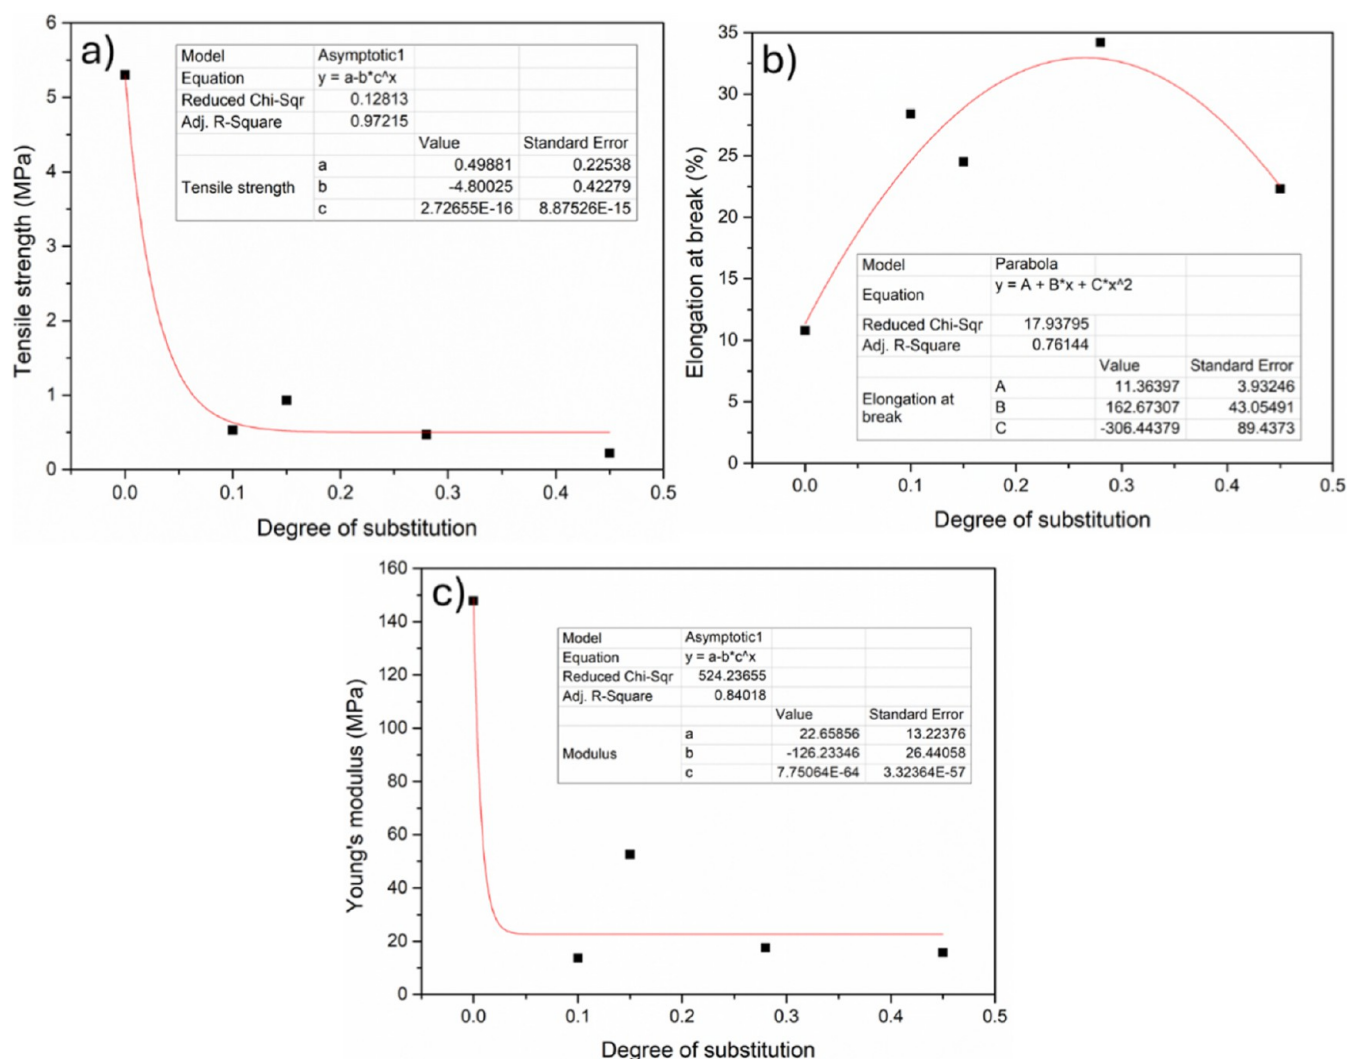 a)
6
5
4
3
2
1
0
Tensile strength (MPa)
Model Asymptotic1
Equation y = a-b*c^x
Reduced Chi-Sqr 0.12813
Adj. R-Square 0.97215
Value Standard Error
Tensile strength
a 0.49881 0.22538
b -4.80025 0.42279
c 2.72655E-16 8.87526E-15
0.0 0.1 0.2 0.3 0.4 0.5
Degree of substitution
b)
35
30
25
20
15
10
5
0
Elongation at break (%)
Model Parabola
Equation y = A + B*x + C*x^2
Reduced Chi-Sqr 17.93795
Adj. R-Square 0.76144
Value Standard Error
Elongation at
break
A 11.36397 3.93246
B 162.67307 43.05491
C -306.44379 89.4373
0.0 0.1 0.2 0.3 0.4 0.5
Degree of substitution
c)
160
140
120
100
80
60
40
20
0
Young's modulus (MPa)
Model Asymptotic1
Equation y = a-b*c^x
Reduced Chi-Sqr 524.23655
Adj. R-Square 0.84018
Value Standard Error
Modulus
a 22.65856 13.22376
b -126.23346 26.44058
c 7.75064E-64 3.32364E-57
0.0 0.1 0.2 0.3 0.4 0.5
Degree of substitution